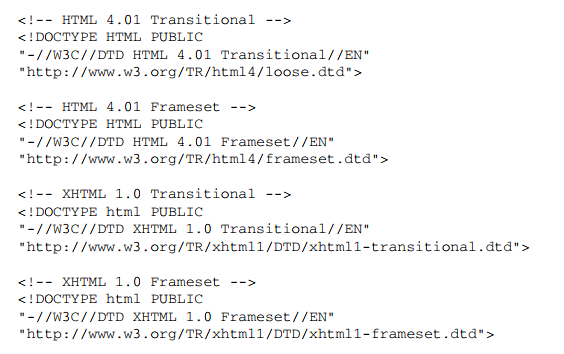 <!-- HTML 4.01 Transitional -->
<!DOCTYPE HTML PUBLIC
"-//W3C//DTD HTML 4.01 Transitional//EN"
"http://www.w3.org/TR/html4/loose.dtd">
<!-- HTML 4.01 Frameset -->
<!DOCTYPE HTML PUBLIC
"-//W3C//DTD HTML 4.01 Frameset//EN"
"http://www.w3.org/TR/html4/frameset.dtd">
<!-- XHTML 1.0 Transitional -->
<!DOCTYPE html PUBLIC
"-//W3C//DTD XHTML 1.0 Transitional//EN"
"http://www.w3.org/TR/xhtml1/DTD/xhtml1-transitional.dtd">
<!-- XHTML 1.0 Frameset -->
<!DOCTYPE html PUBLIC
"-//W3C//DTD XHTML 1.0 Frameset//EN"
"http://www.w3.org/TR/xhtml1/DTD/xhtml1-frameset.dtd">